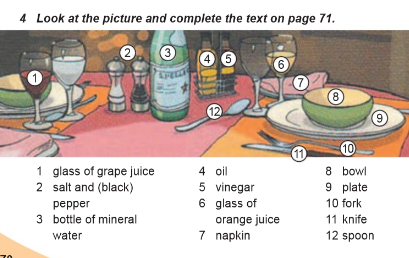 4 Look at the picture and complete the text on page 71.
1
2
3
4
5
6
7
8
9
10
11
12
S.PELLE
1 glass of grape juice
2 salt and (black)
pepper
3 bottle of mineral
water
4 oil
5 vinegar
6 glass of
orange juice
7 napkin
8 bowl
9 plate
10 fork
11 knife
12 spoon